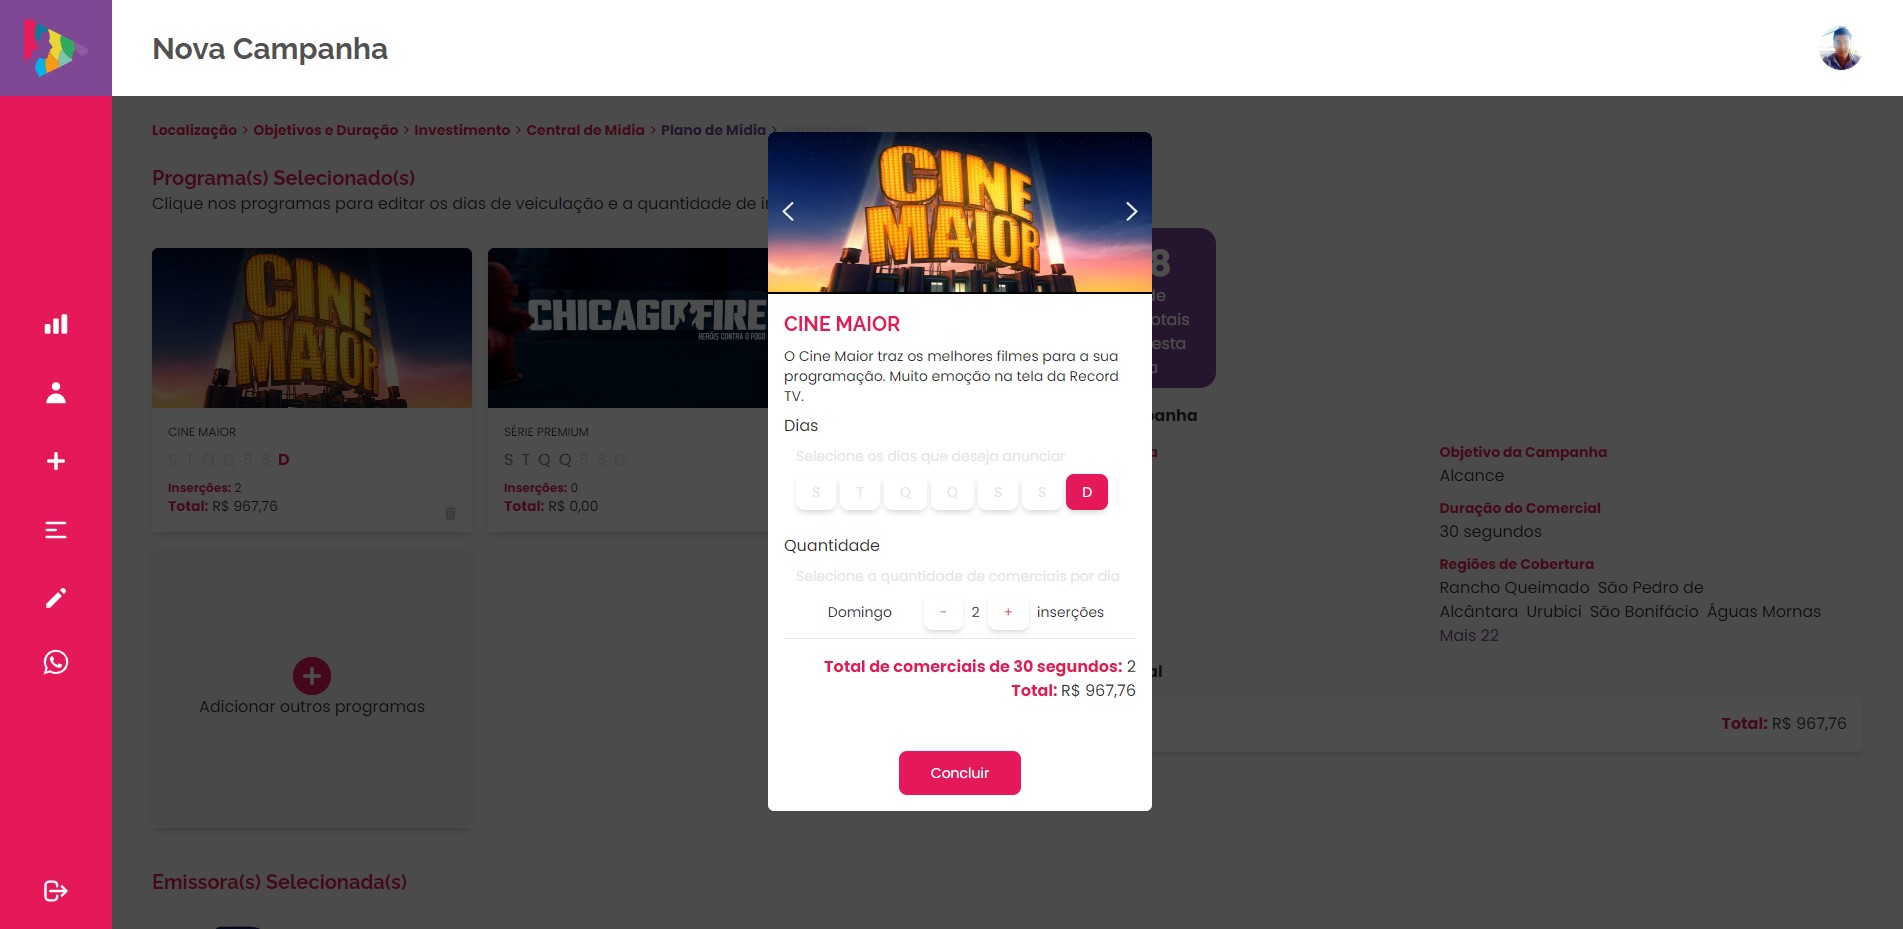 Nova Campanha
Localização > Objetivos e Duração > Investimento > Central de Mídia > Plano de Mídia >
Programa(s) Selecionado(s)
Clique nos programas para editar os dias de veiculação e a quantidade de
CINE MAIOR
CINE MAIOR
S T Q Q S S D
Inserções: 2
Total: R$ 967,76
CHICAGO FIRE
HERÓIS CONTRA O FOGO
SÉRIE PREMIUM
S T Q Q S S D
Inserções: 0
Total: R$ 0,00
Adicionar outros programas
Emissora(s) Selecionada(s)
CINE MAIOR
CINE MAIOR
O Cine Maior traz os melhores filmes para a sua
programação. Muito emoção na tela da Record
TV.
Dias
Selecione os dias que deseja anunciar
S T Q Q S S D
Quantidade
Selecione a quantidade de comerciais por dia
Domingo - 2 + inserções
Total de comerciais de 30 segundos: 2
Total: R$ 967,76
Concluir
8
Objetivo da Campanha
Alcance
Duração do Comercial
30 segundos
Regiões de Cobertura
Rancho Queimado São Pedro de
Alcântara Urubici São Bonifácio Águas Mornas
Mais 22
Total: R$ 967,76